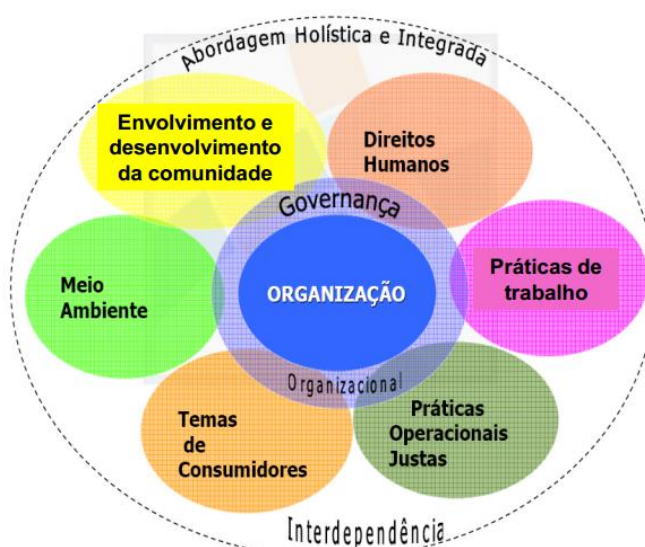 Abordagem Holística e Integrada
Envolvimento e
desenvolvimento
da comunidade
Direitos
Humanos
Governança
Meio
Ambiente
ORGANIZAÇÃO
Práticas de
trabalho
Organizacional
Temas
de
Consumidores
Práticas
Operacionais
Justas
Interdependência